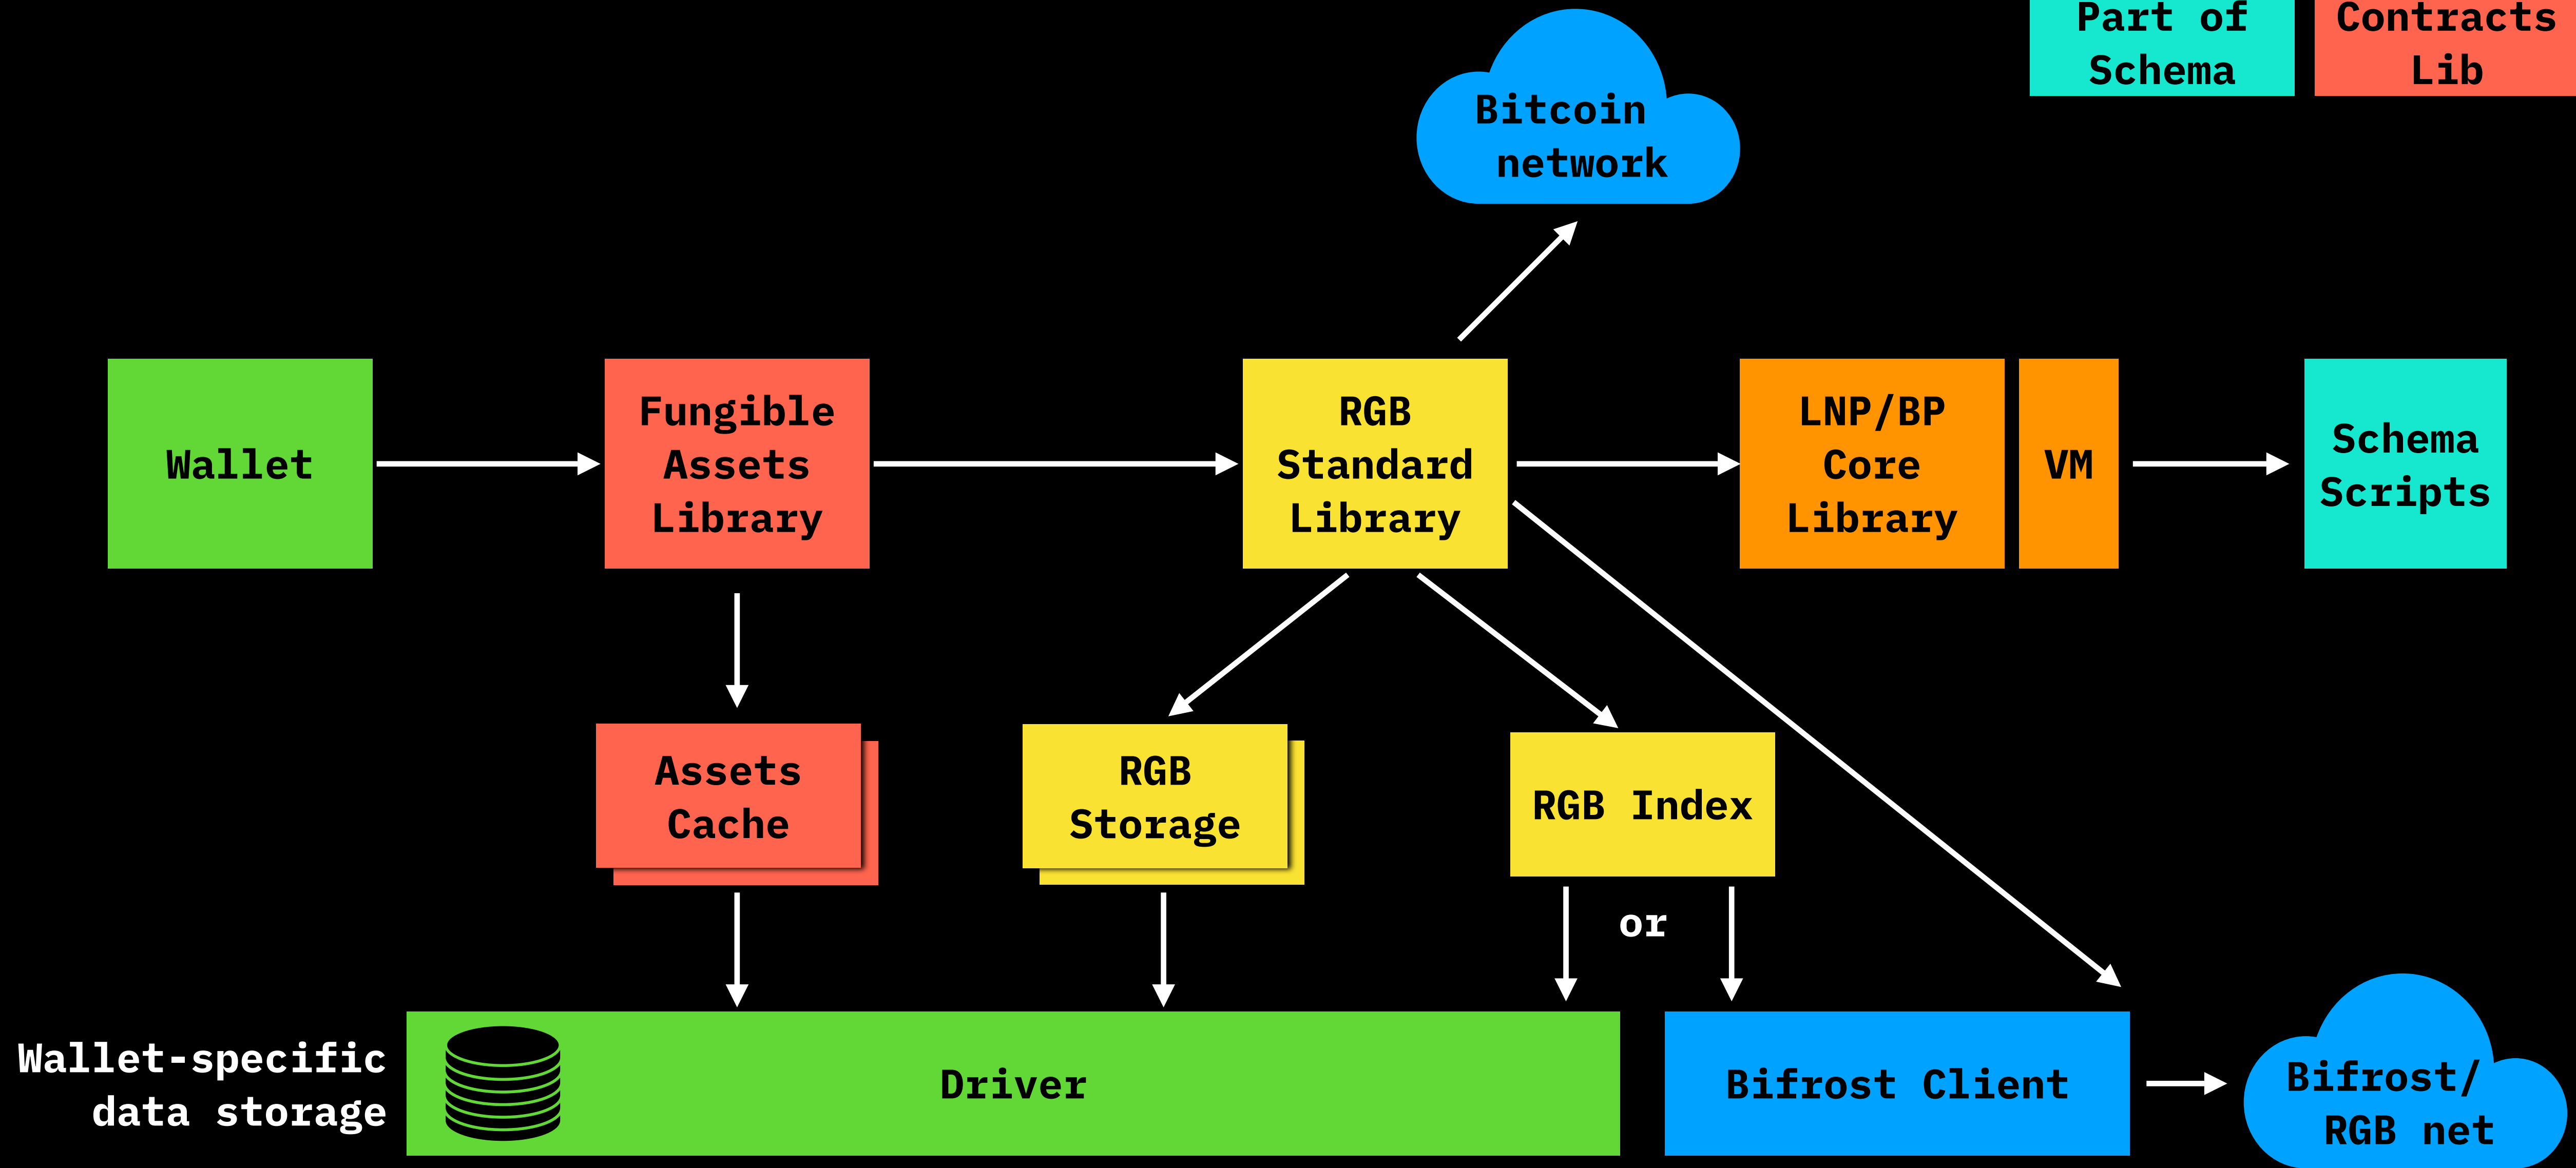 Part of
Schema
Contracts
Lib
Bitcoin
network
Wallet
Fungible
Assets
Library
RGB
Standard
Library
LNP/BP
Core
Library
VM
Schema
Scripts
Assets
Cache
RGB
Storage
RGB Index
or
Wallet-specific
data storage
Driver
Bifrost Client
Bifrost/
RGB net